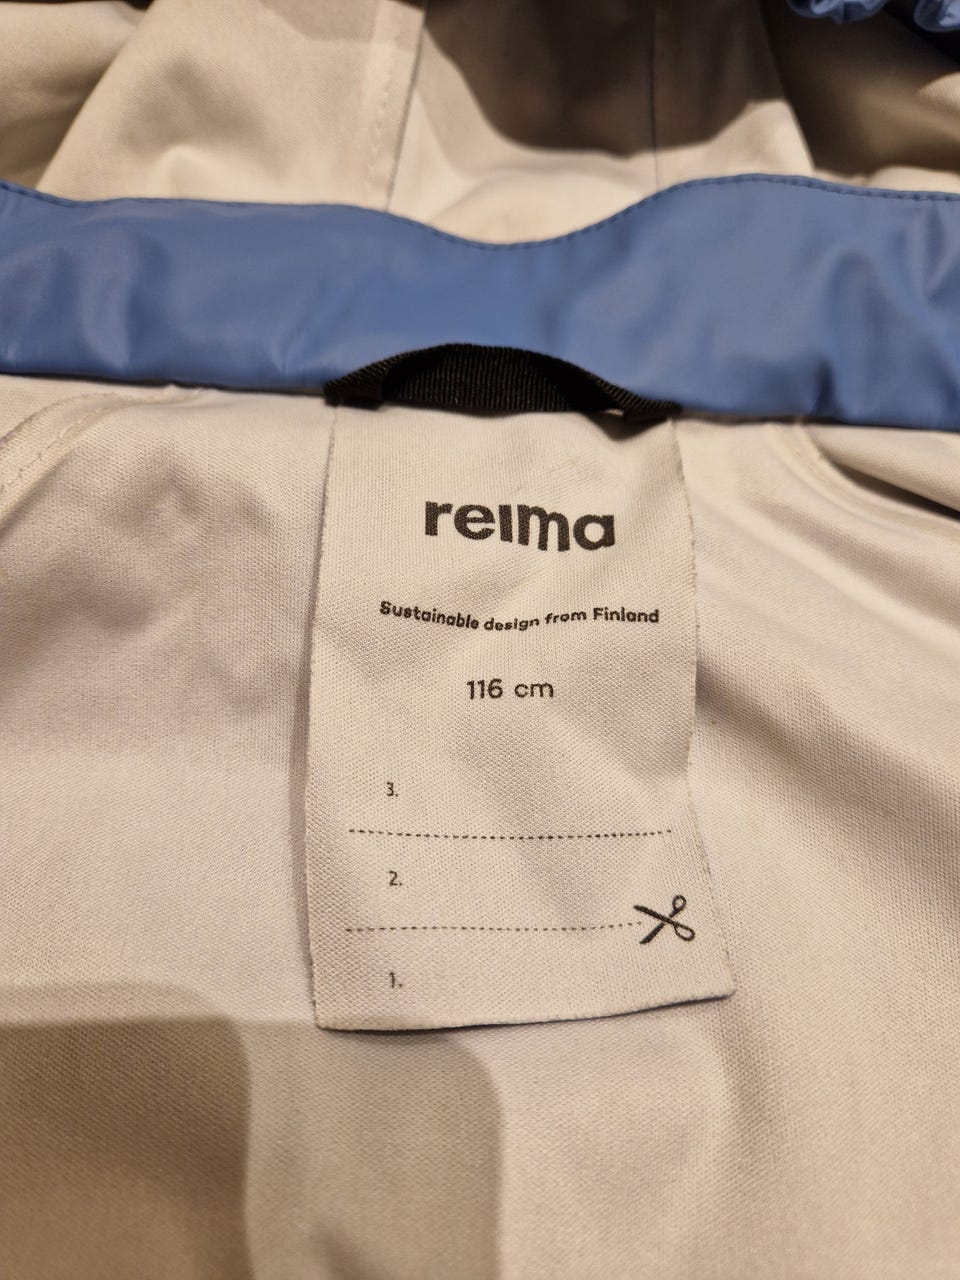 reima
Sustainable design from Finland
116 cm
3.
2.
1.